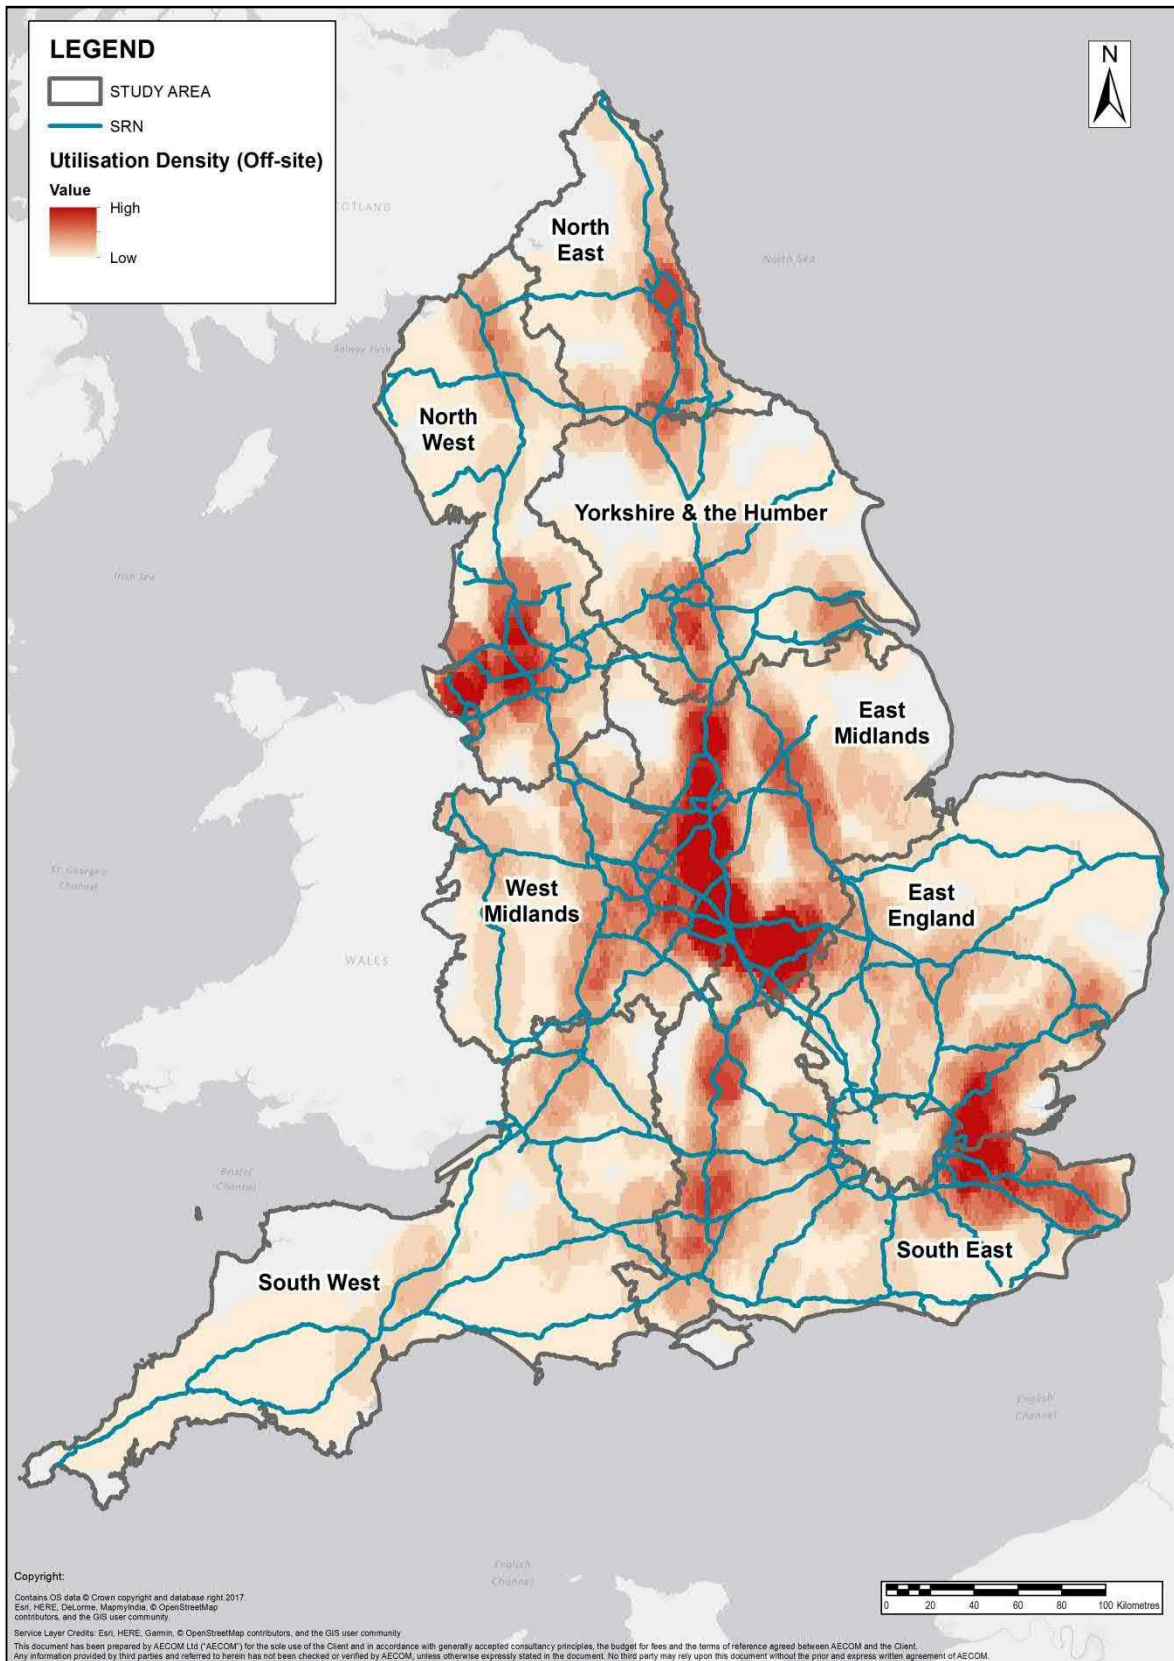 LEGEND
STUDY AREA
SRN
Utilisation Density (Off-site)
Value
High
Low
N
COTLAND
North
East
North Sea
Solway Firth
North
West
Yorkshire & the Humber
Irish Sea
East
Midlands
St. George's
Channel
West
Midlands
East
England
WALES
Bristol
Channel
South East
South West
English
Channel
English
Channel
0 20 40 60 80 100 Kilometres
Copyright:
Contains OS data © Crown copyright and database right 2017.
Esri, HERE, DeLorme, MapmyIndia, © OpenStreetMap
contributors, and the GIS user community.
Service Layer Credits: Esri, HERE, Garmin, © OpenStreetMap contributors, and the GIS user community
This document has been prepared by AECOM Ltd ("AECOM") for the sole use of the Client and in accordance with generally accepted consultancy principles, the budget for fees and the terms of reference agreed between AECOM and the Client.
Any information provided by third parties and referred to herein has not been checked or verified by AECOM, unless otherwise expressly stated in the document. No third party may rely upon this document without the prior and express written agreement of AECOM.